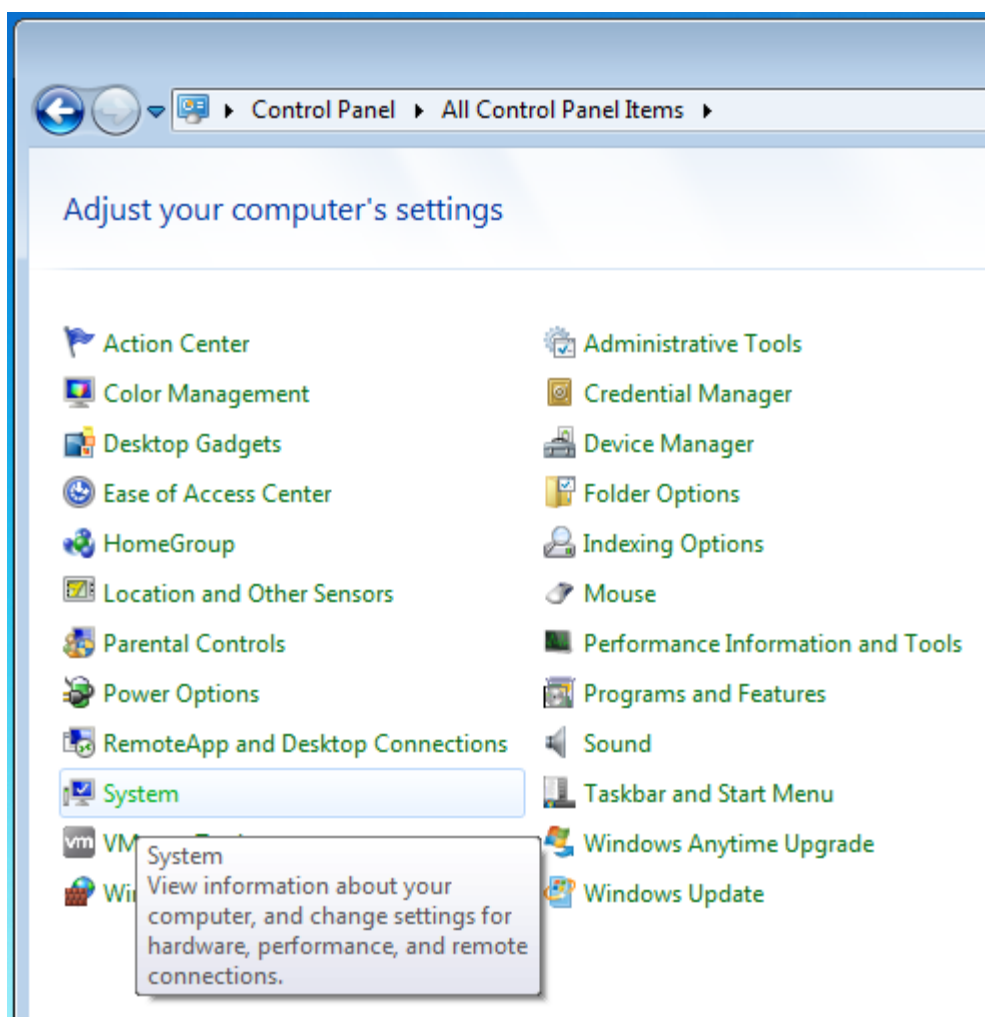 Control Panel All Control Panel Items
Adjust your computer's settings
Action Center
Color Management
Desktop Gadgets
Ease of Access Center
HomeGroup
Location and Other Sensors
Parental Controls
Power Options
RemoteApp and Desktop Connections
System
vm
System
View information about your
computer, and change settings for
hardware, performance, and remote
connections.
Administrative Tools
Credential Manager
Device Manager
Folder Options
Indexing Options
Mouse
Performance Information and Tools
Programs and Features
Sound
Taskbar and Start Menu
Windows Anytime Upgrade
Windows Update